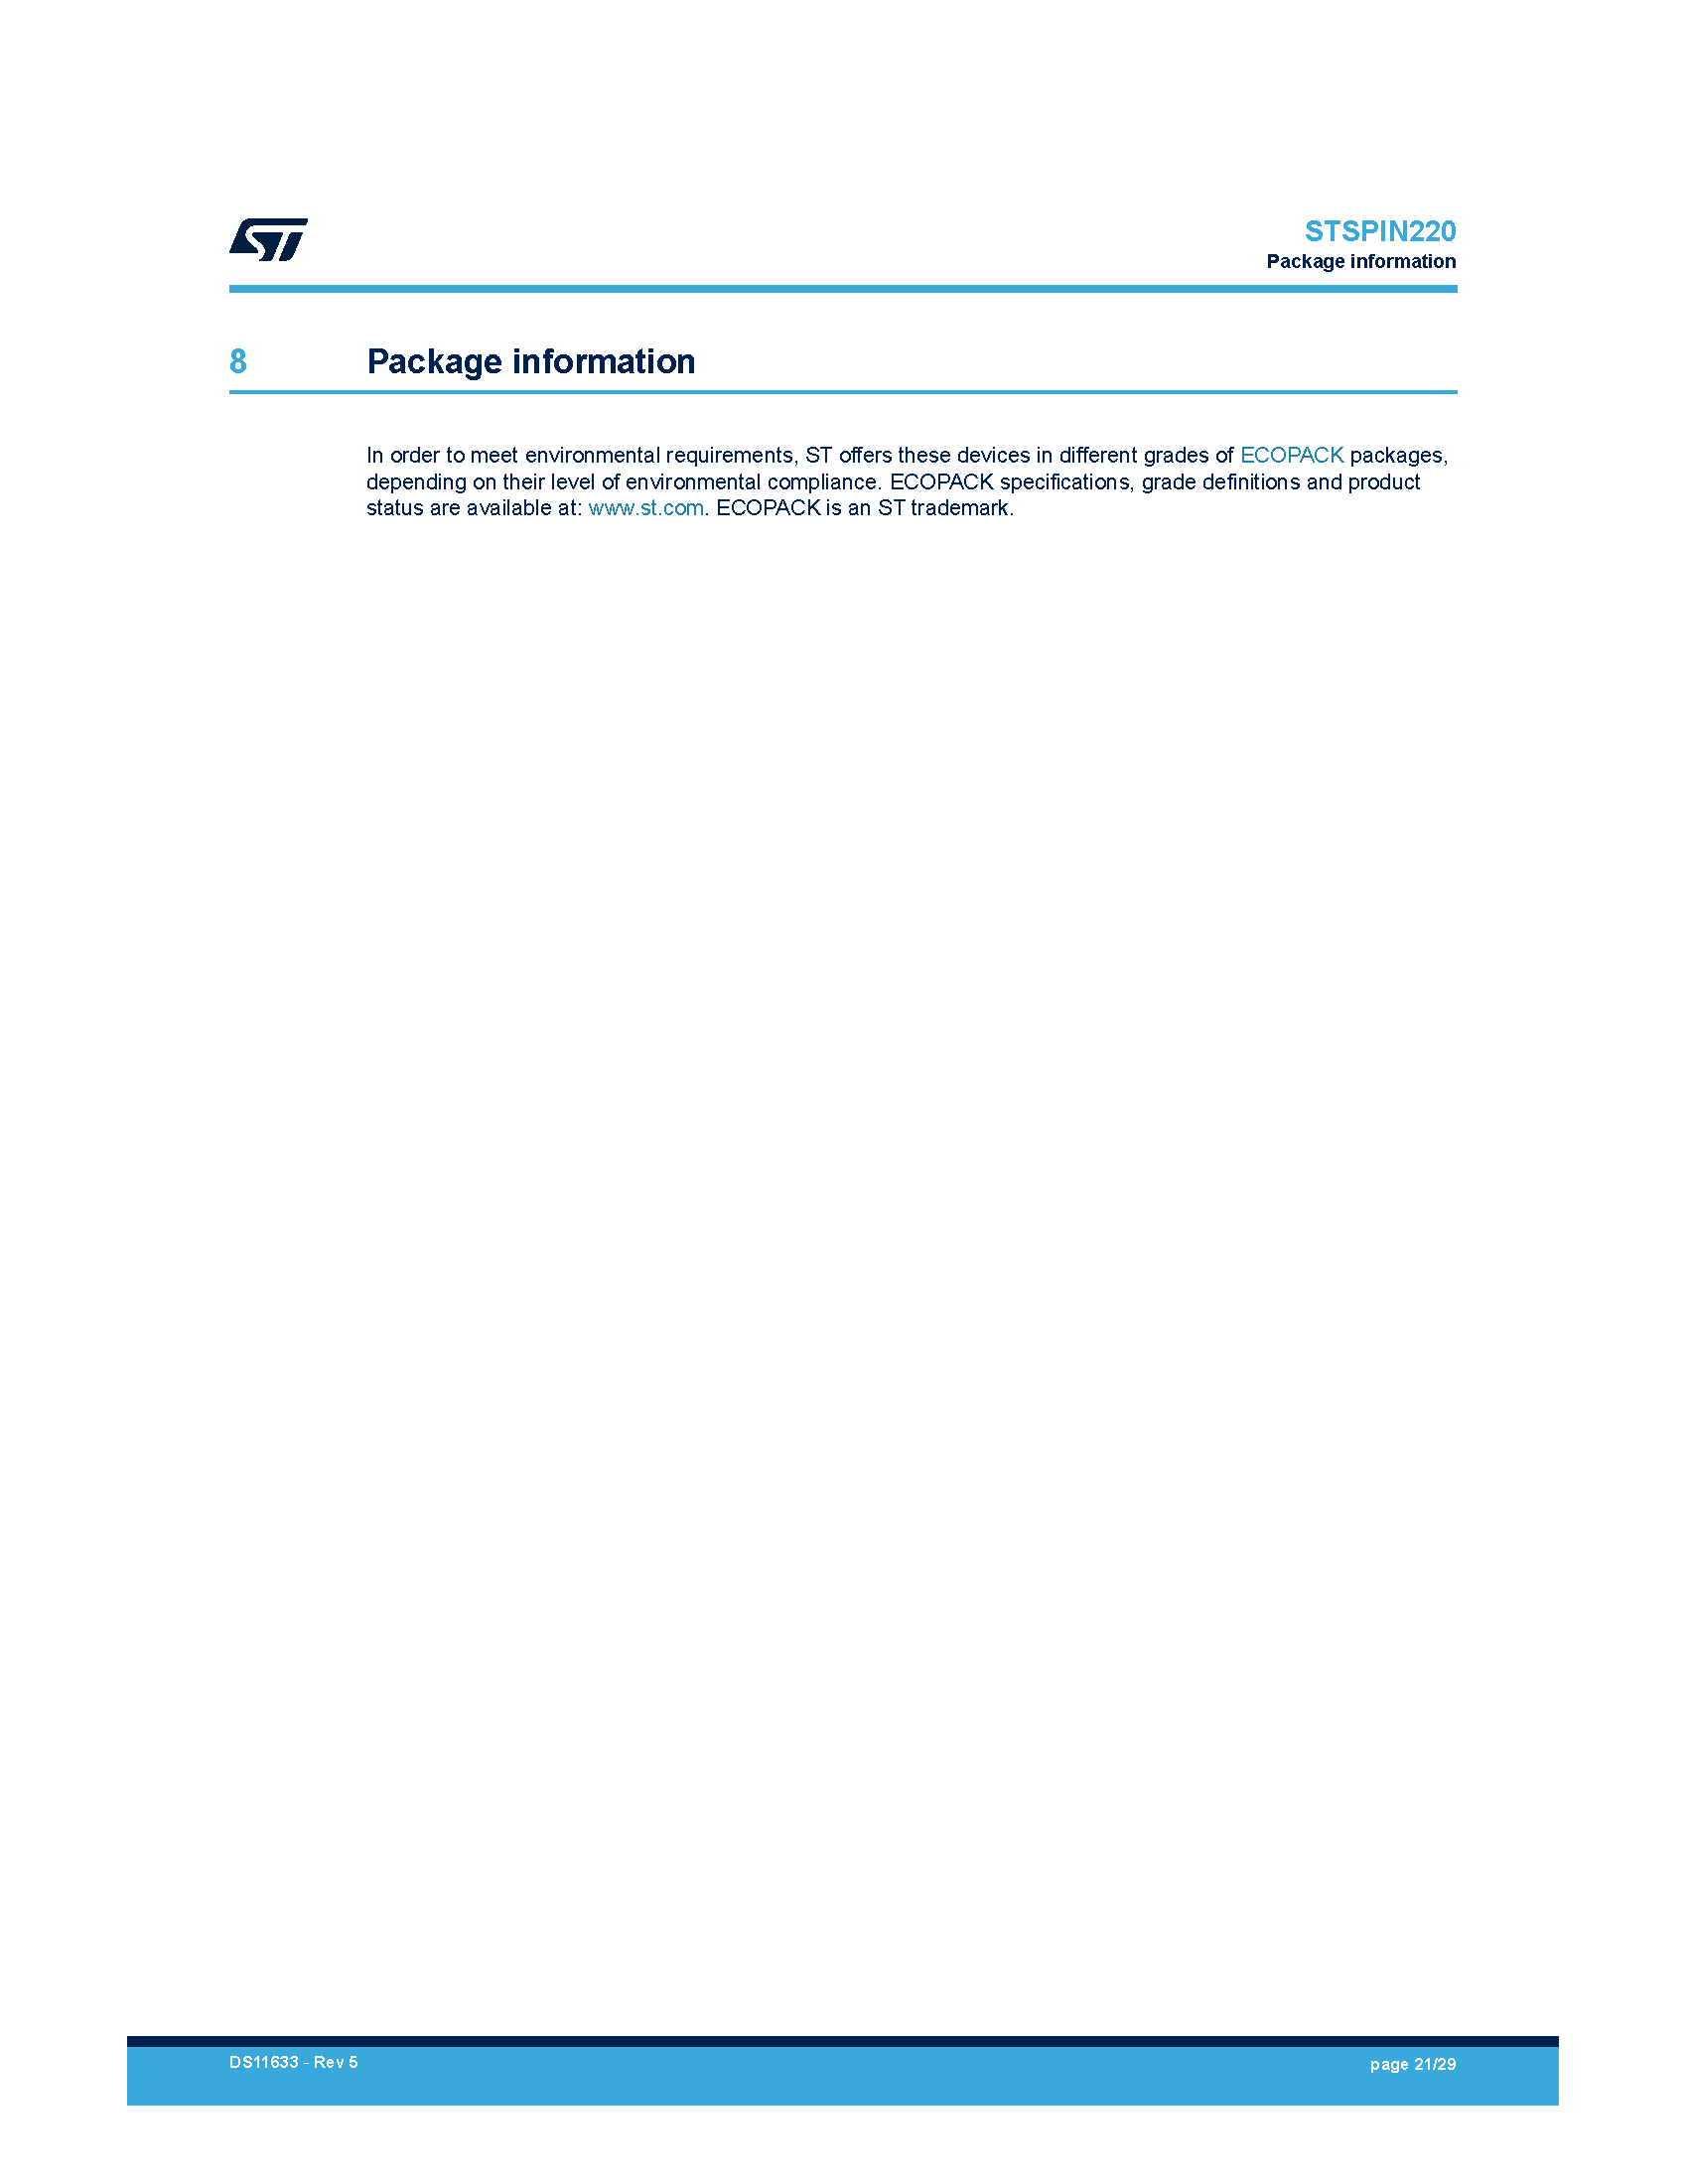 ST
STSPIN220
Package information
8 Package information
In order to meet environmental requirements, ST offers these devices in different grades of ECOPACK packages,
depending on their level of environmental compliance. ECOPACK specifications, grade definitions and product
status are available at: www.st.com. ECOPACK is an ST trademark.
DS11633 - Rev 5
page 21/29